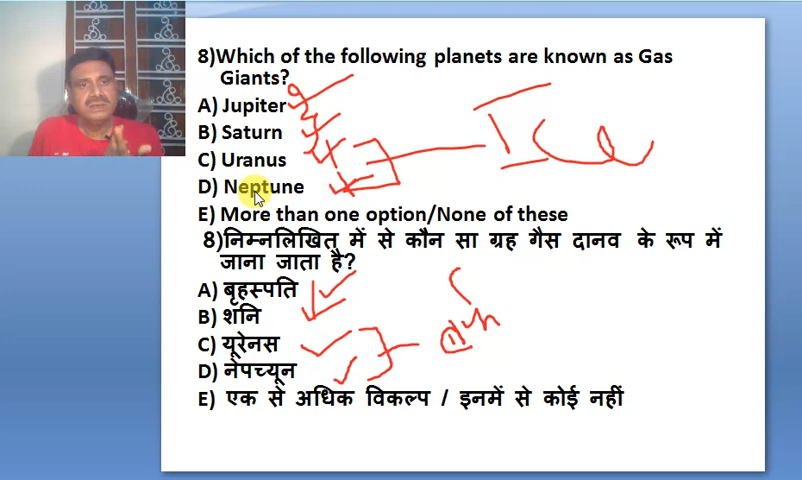 8)Which of the following planets are known as Gas
Giants?
A) Jupiter
B) Saturn
C) Uranus
D) Neptune
Ice
E) More than one option/None of these
8)निम्नलिखित में से कौन सा ग्रह गैस दानव के रूप में
जाना जाता है?
A) बृहस्पति
B) शनि
C) यूरेनस
D) नेपच्यून
E) एक से अधिक विकल्प / इनमें से कोई नहीं